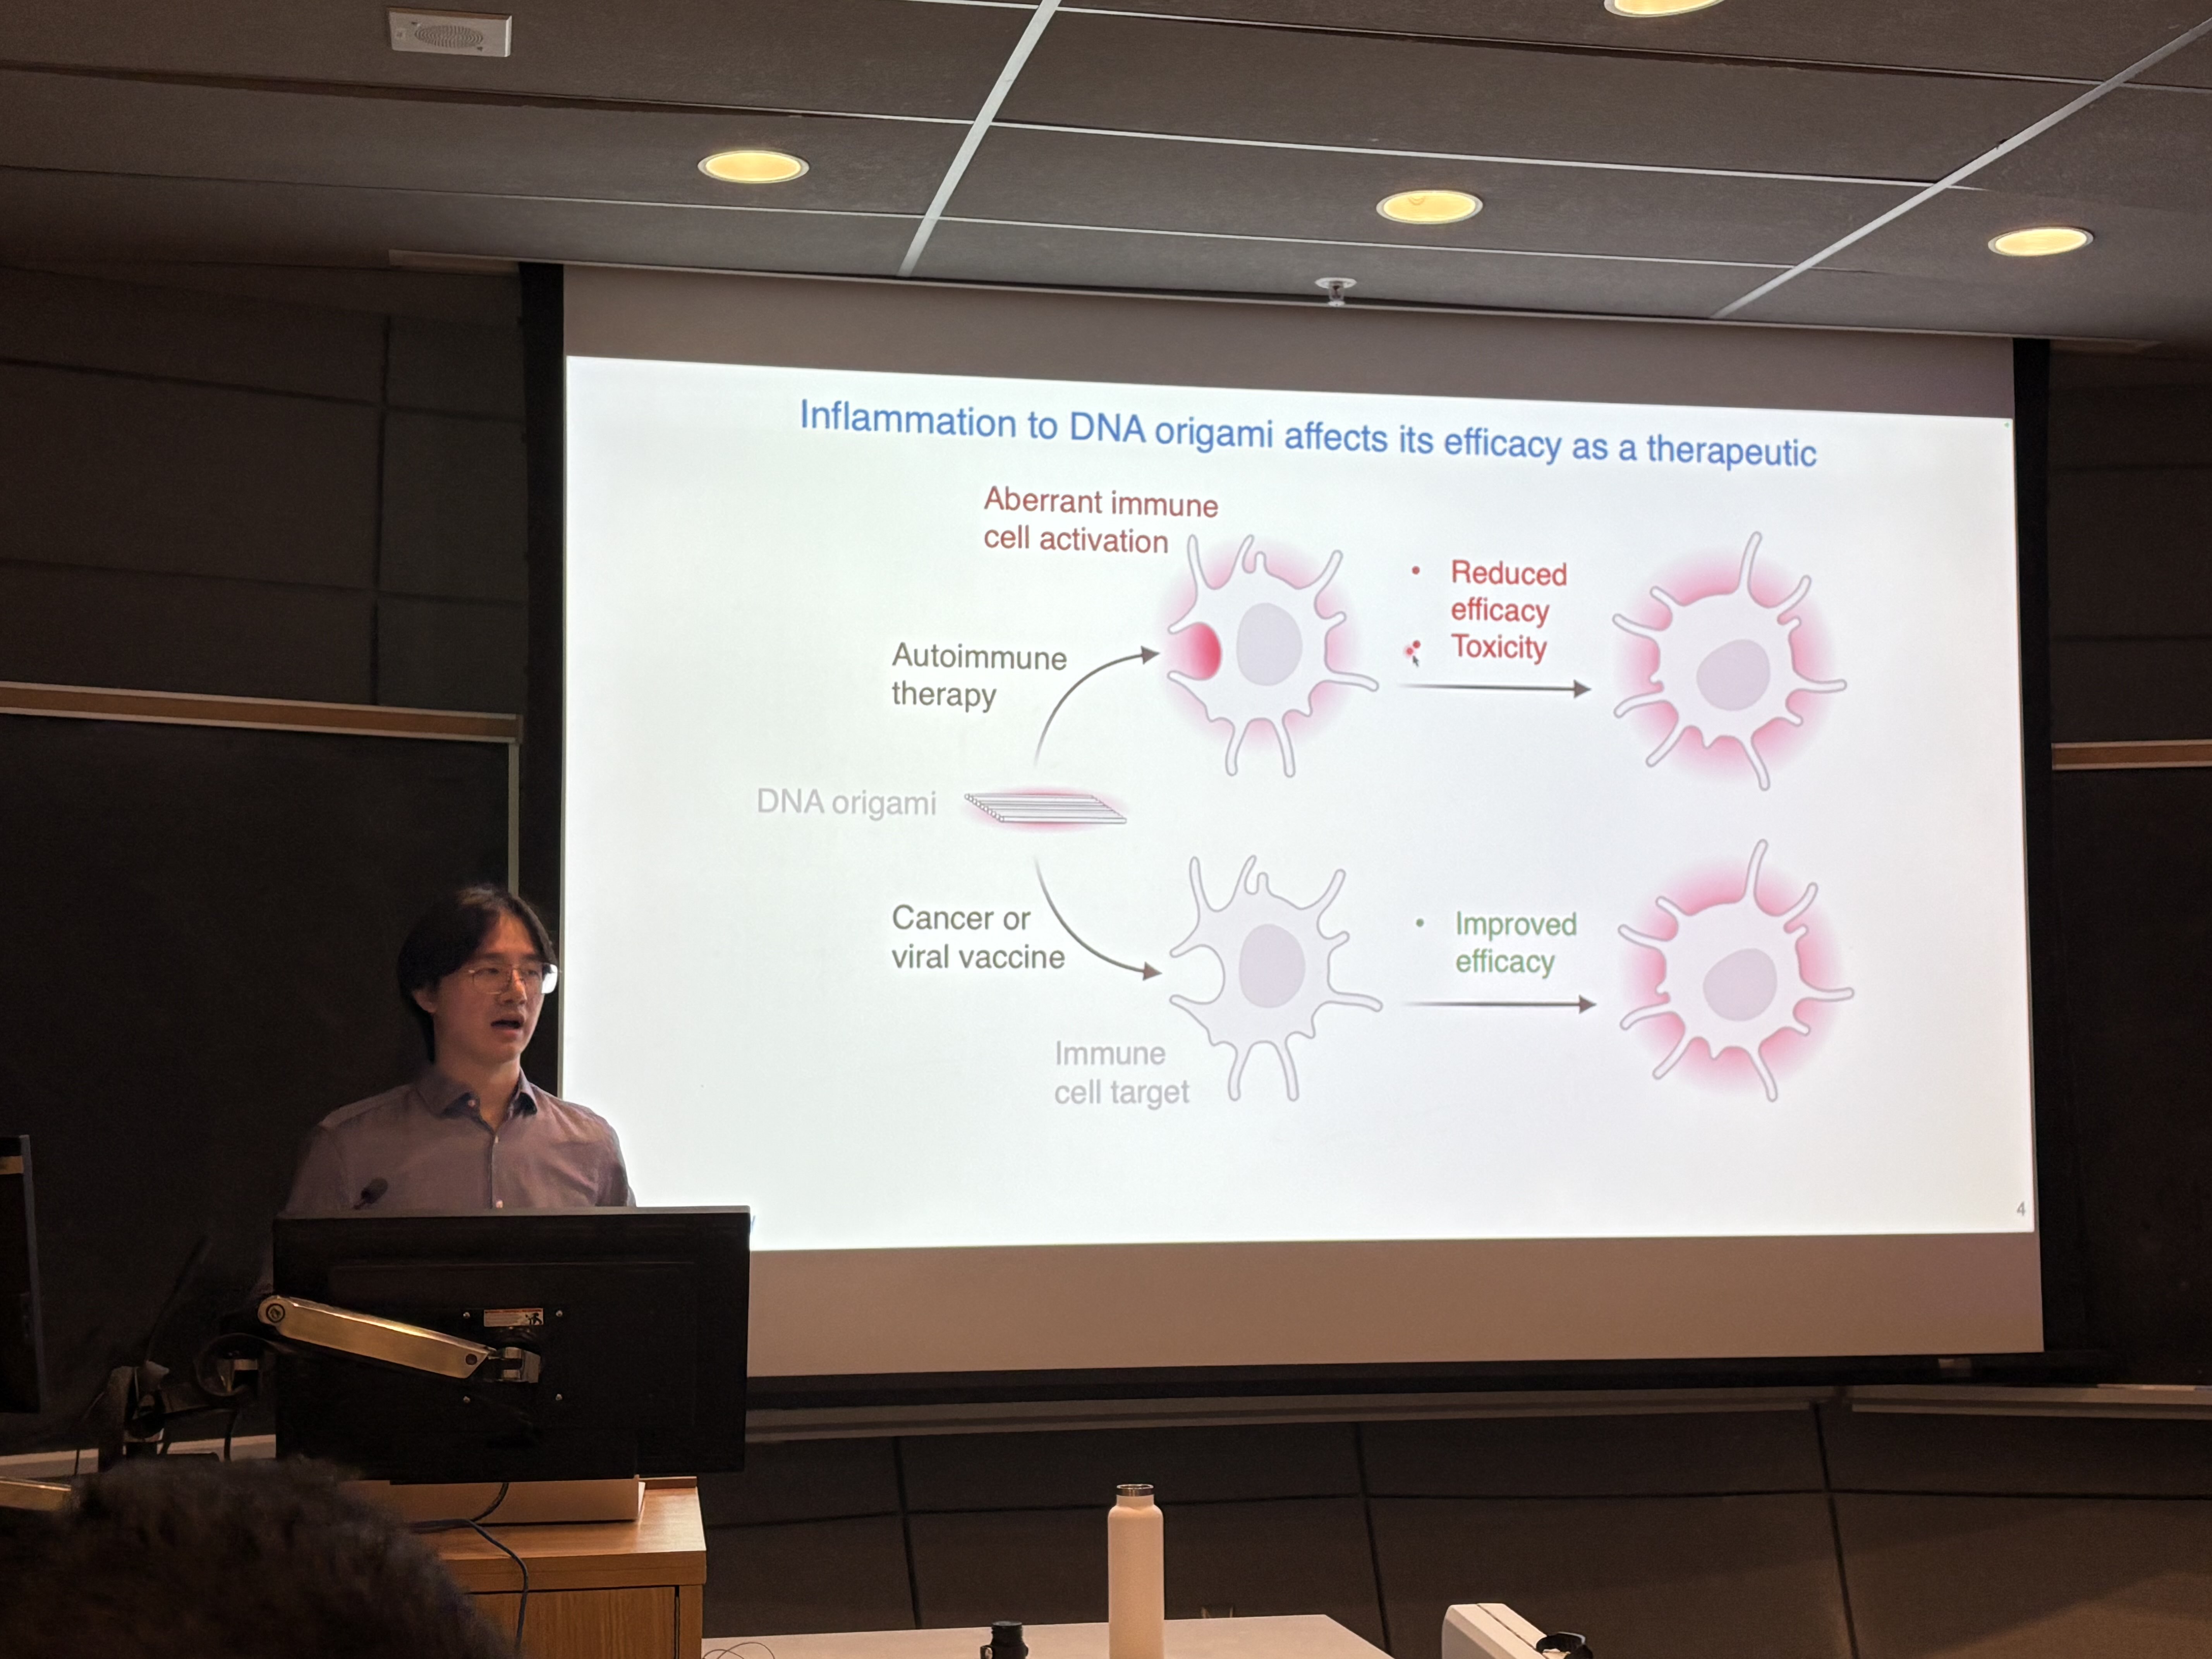 Inflammation to DNA origami affects its efficacy as a therapeutic
Aberrant immune
cell activation
• Reduced
efficacy
• Toxicity
Autoimmune
therapy
DNA origami
Cancer or
viral vaccine
• Improved
efficacy
Immune
cell target
4